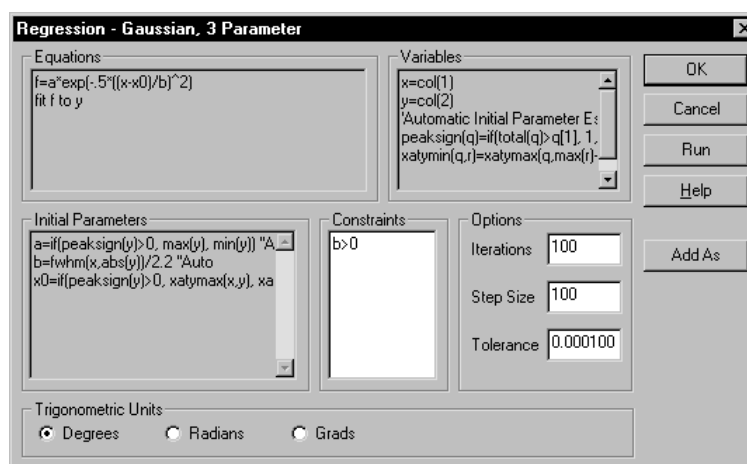 Regression - Gaussian, 3 Parameter
Equations
f=a*exp(-.5*((x-x0)/b)^2)
fit f to y
Variables
x=col(1)
y=col(2)
'Automatic Initial Parameter Es
peaksign(q)=if(total(q)>q[1], 1,
xatymin(q,r)=xatymax(q,max(r)-
OK
Cancel
Run
Help
Add As
Initial Parameters
a=if(peaksign(y)>0, max(y), min(y)) "A
b=fwhm(x,abs(y))/2.2 "Auto
x0=if(peaksign(y)>0, xatymax(x,y), xa
Constraints
b>0
Options
Iterations 100
Step Size 100
Tolerance 0.000100
Trigonometric Units
Degrees Radians Grads